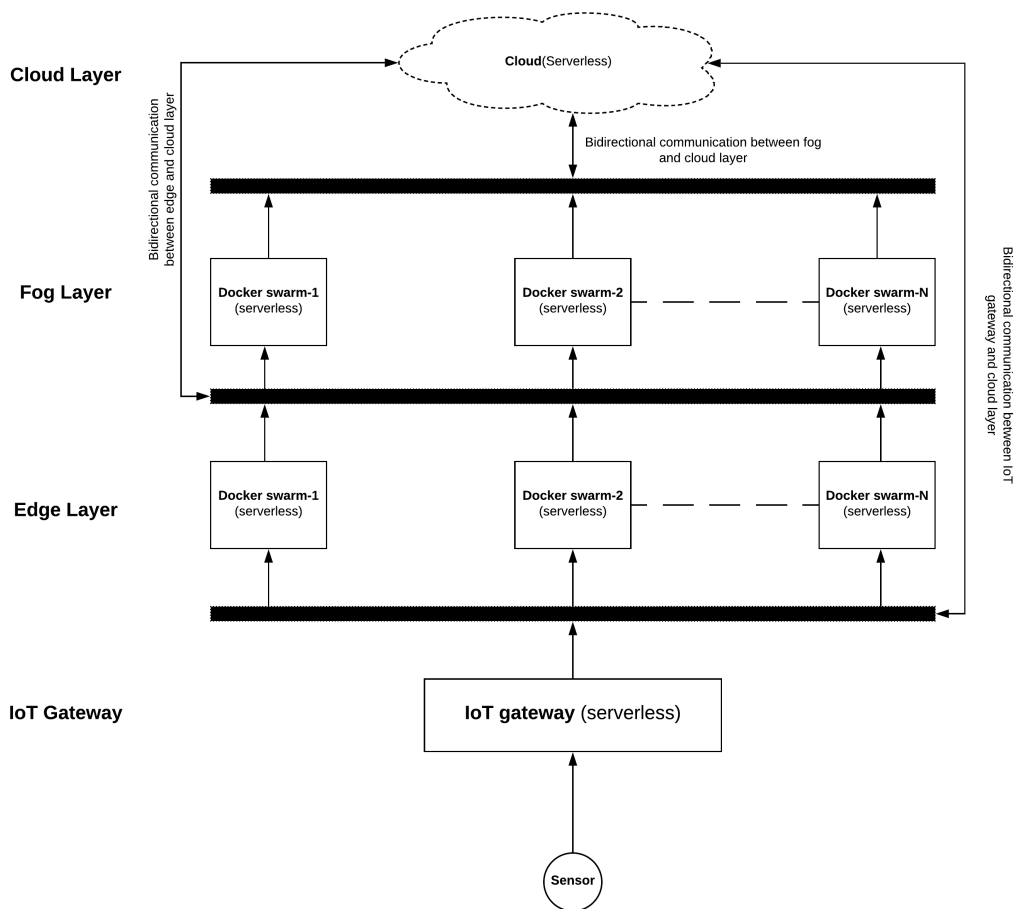 Cloud(Serverless)
Cloud Layer
Bidirectional communication
between edge and cloud layer
Bidirectional communication between fog
and cloud layer
Bidirectional communication between IoT
gateway and cloud layer
Fog Layer
Docker swarm-1
(serverless)
Docker swarm-2
(serverless)
Docker swarm-N
(serverless)
Edge Layer
Docker swarm-1
(serverless)
Docker swarm-2
(serverless)
Docker swarm-N
(serverless)
IoT Gateway
IoT gateway (serverless)
Sensor